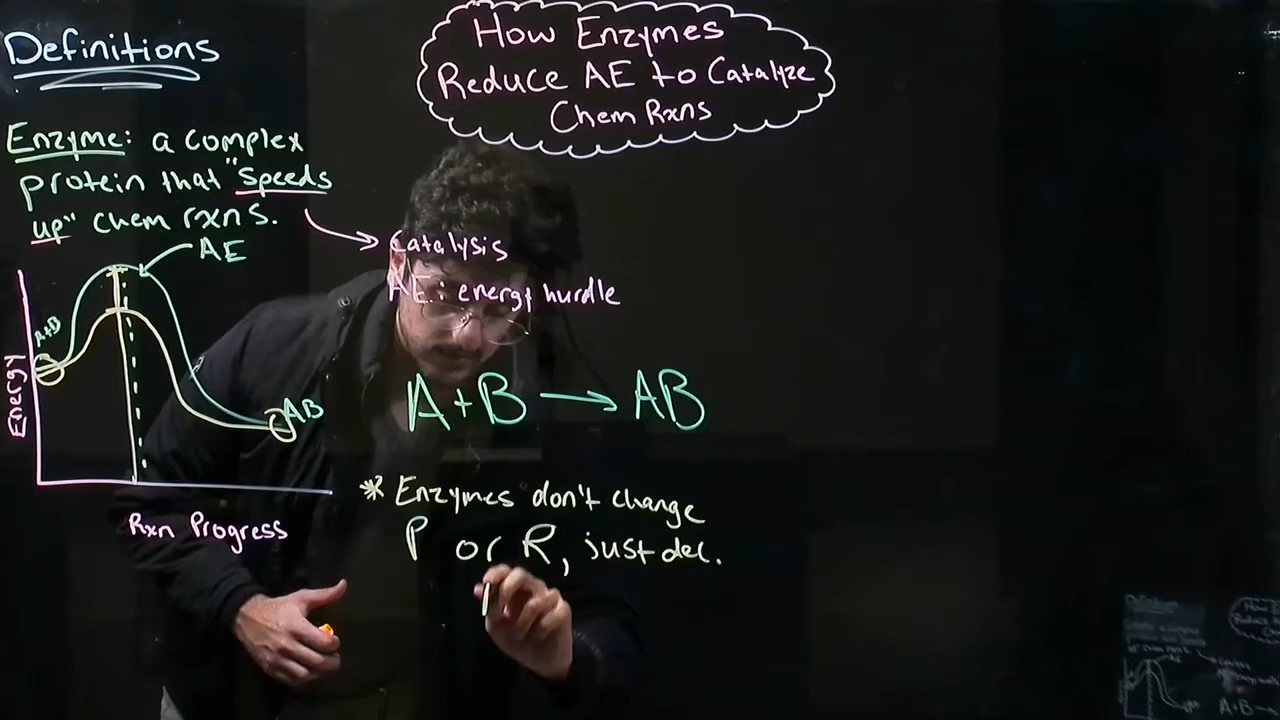 Definitions
How Enzymes
Reduce AE to Catalyze
Chem Rxns
Enzyme: a complex
protein that "speeds
up" chem rxns.
Catalysis
AE: energy hurdle
AE
A+B
AB
Energy
Rxn Progress
A+B → AB
* Enzymes don't change
P or R, just dec.